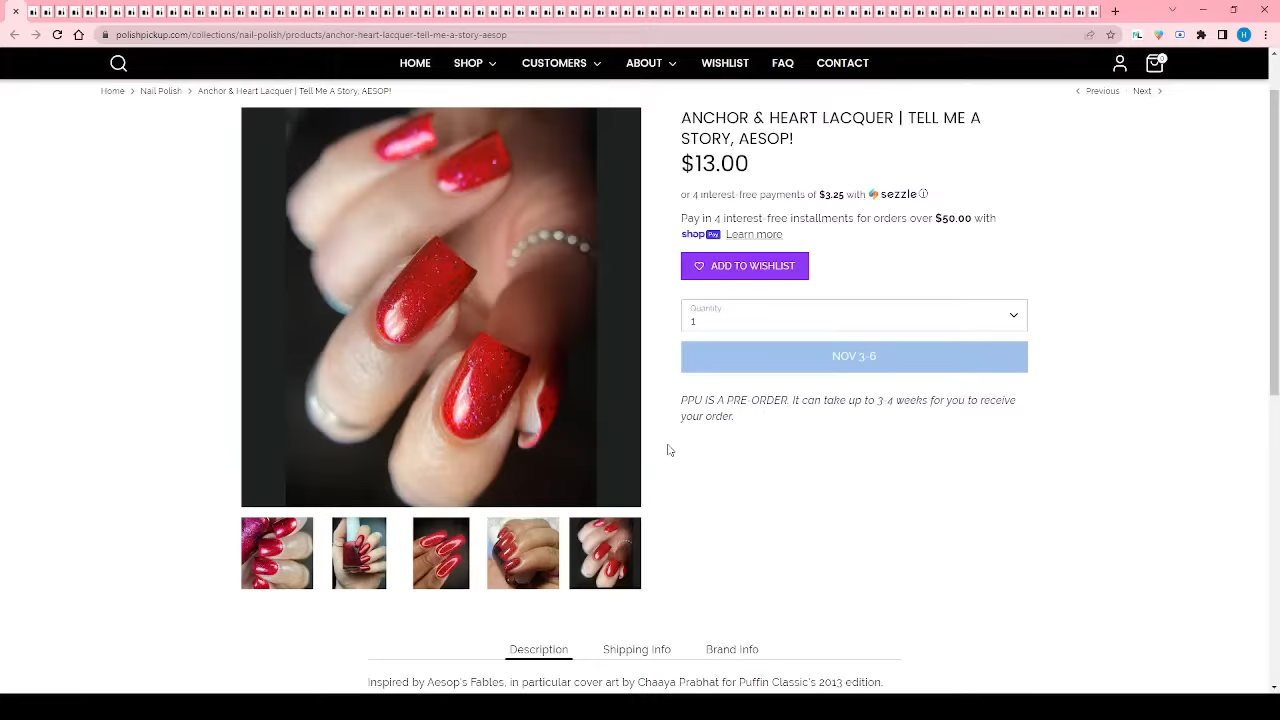 polishpickup.com/collections/nail-polish/products/anchor-heart-lacquer-tell-me-a-story-aesop
HOME SHOP CUSTOMERS ABOUT WISHLIST FAQ CONTACT
0
Home > Nail Polish > Anchor & Heart Lacquer | Tell Me A Story, AESOP!
< Previous Next >
ANCHOR & HEART LACQUER | TELL ME A
STORY, AESOP!
$13.00
or 4 interest-free payments of $3.25 with sezzle
Pay in 4 interest-free installments for orders over $50.00 with
shop Pay Learn more
ADD TO WISHLIST
Quantity
1
NOV 3-6
PPU IS A PRE-ORDER. It can take up to 3-4 weeks for you to receive
your order.
Description Shipping Info Brand Info
Inspired by Aesop's Fables, in particular cover art by Chaaya Prabhat for Puffin Classic's 2013 edition.